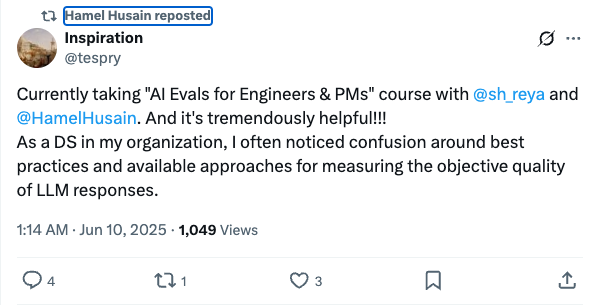 Hamel Husain reposted
Inspiration
@tespry
Currently taking "AI Evals for Engineers & PMs" course with @sh_reya and
@HamelHusain. And it's tremendously helpful!!!
As a DS in my organization, I often noticed confusion around best
practices and available approaches for measuring the objective quality
of LLM responses.
1:14 AM · Jun 10, 2025 · 1,049 Views
4 1 3